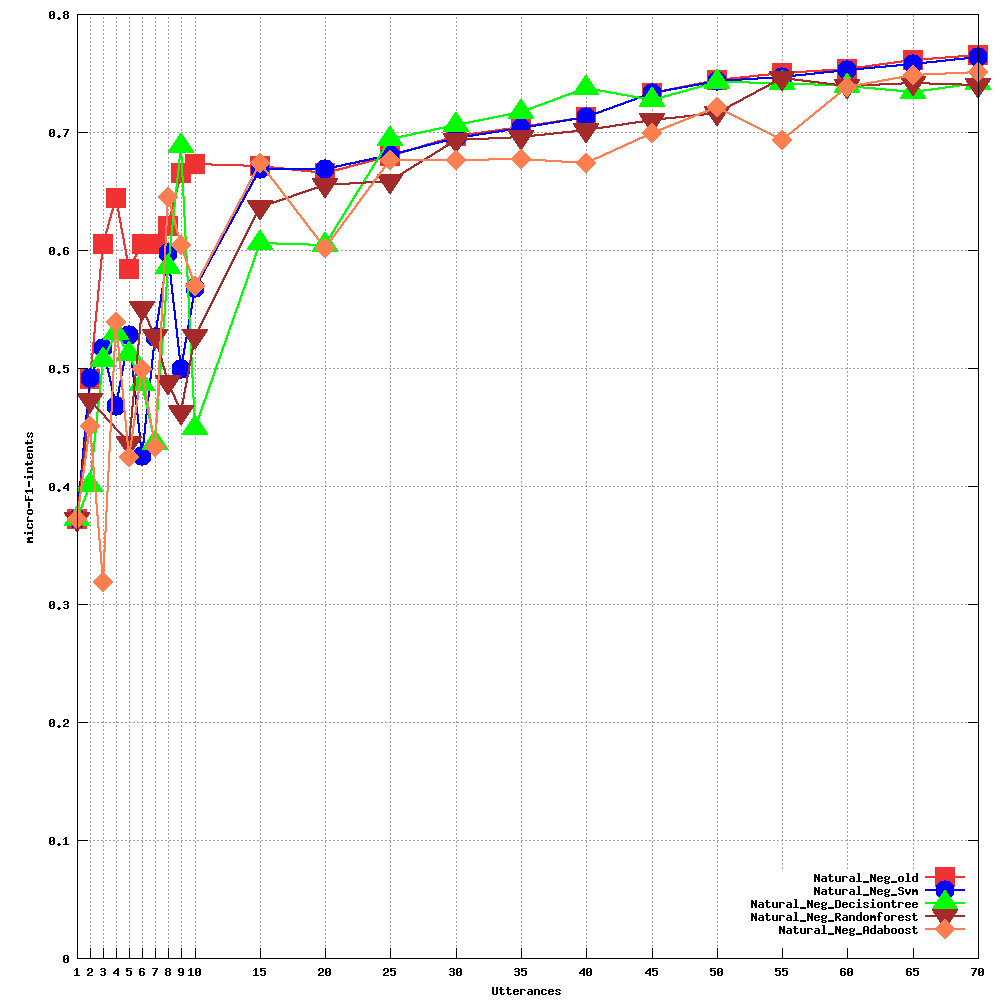 0.8
0.7
0.6
0.5
0.4
0.3
0.2
0.1
0
micro-F1-intents
Natural_Neg_old
Natural_Neg_Svm
Natural_Neg_Decisiontree
Natural_Neg_Randomforest
Natural_Neg_Adaboost
1 2 3 4 5 6 7 8 9 10 15 20 25 30 35 40 45 50 55 60 65 70
Utterances